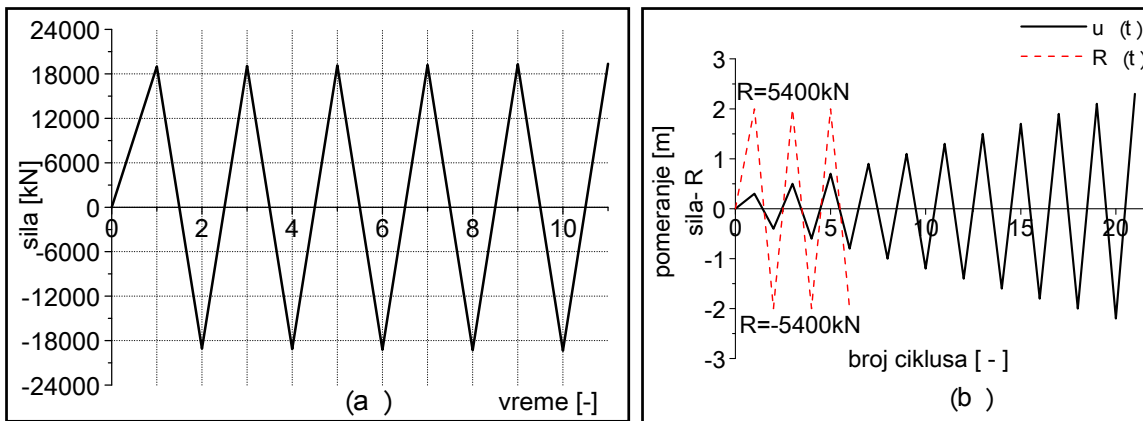 24000
18000
12000
6000
0
-6000
-12000
-18000
-24000
sila [kN]
0 2 4 6 8 10
(a )
vreme [-]
u (t )
R (t)
3
2
1
0
-1
-2
-3
pomeranje [m]
sila- R
R=5400kN
R=-5400kN
0 5 10 15 20
broj ciklusa [ - ]
(b )